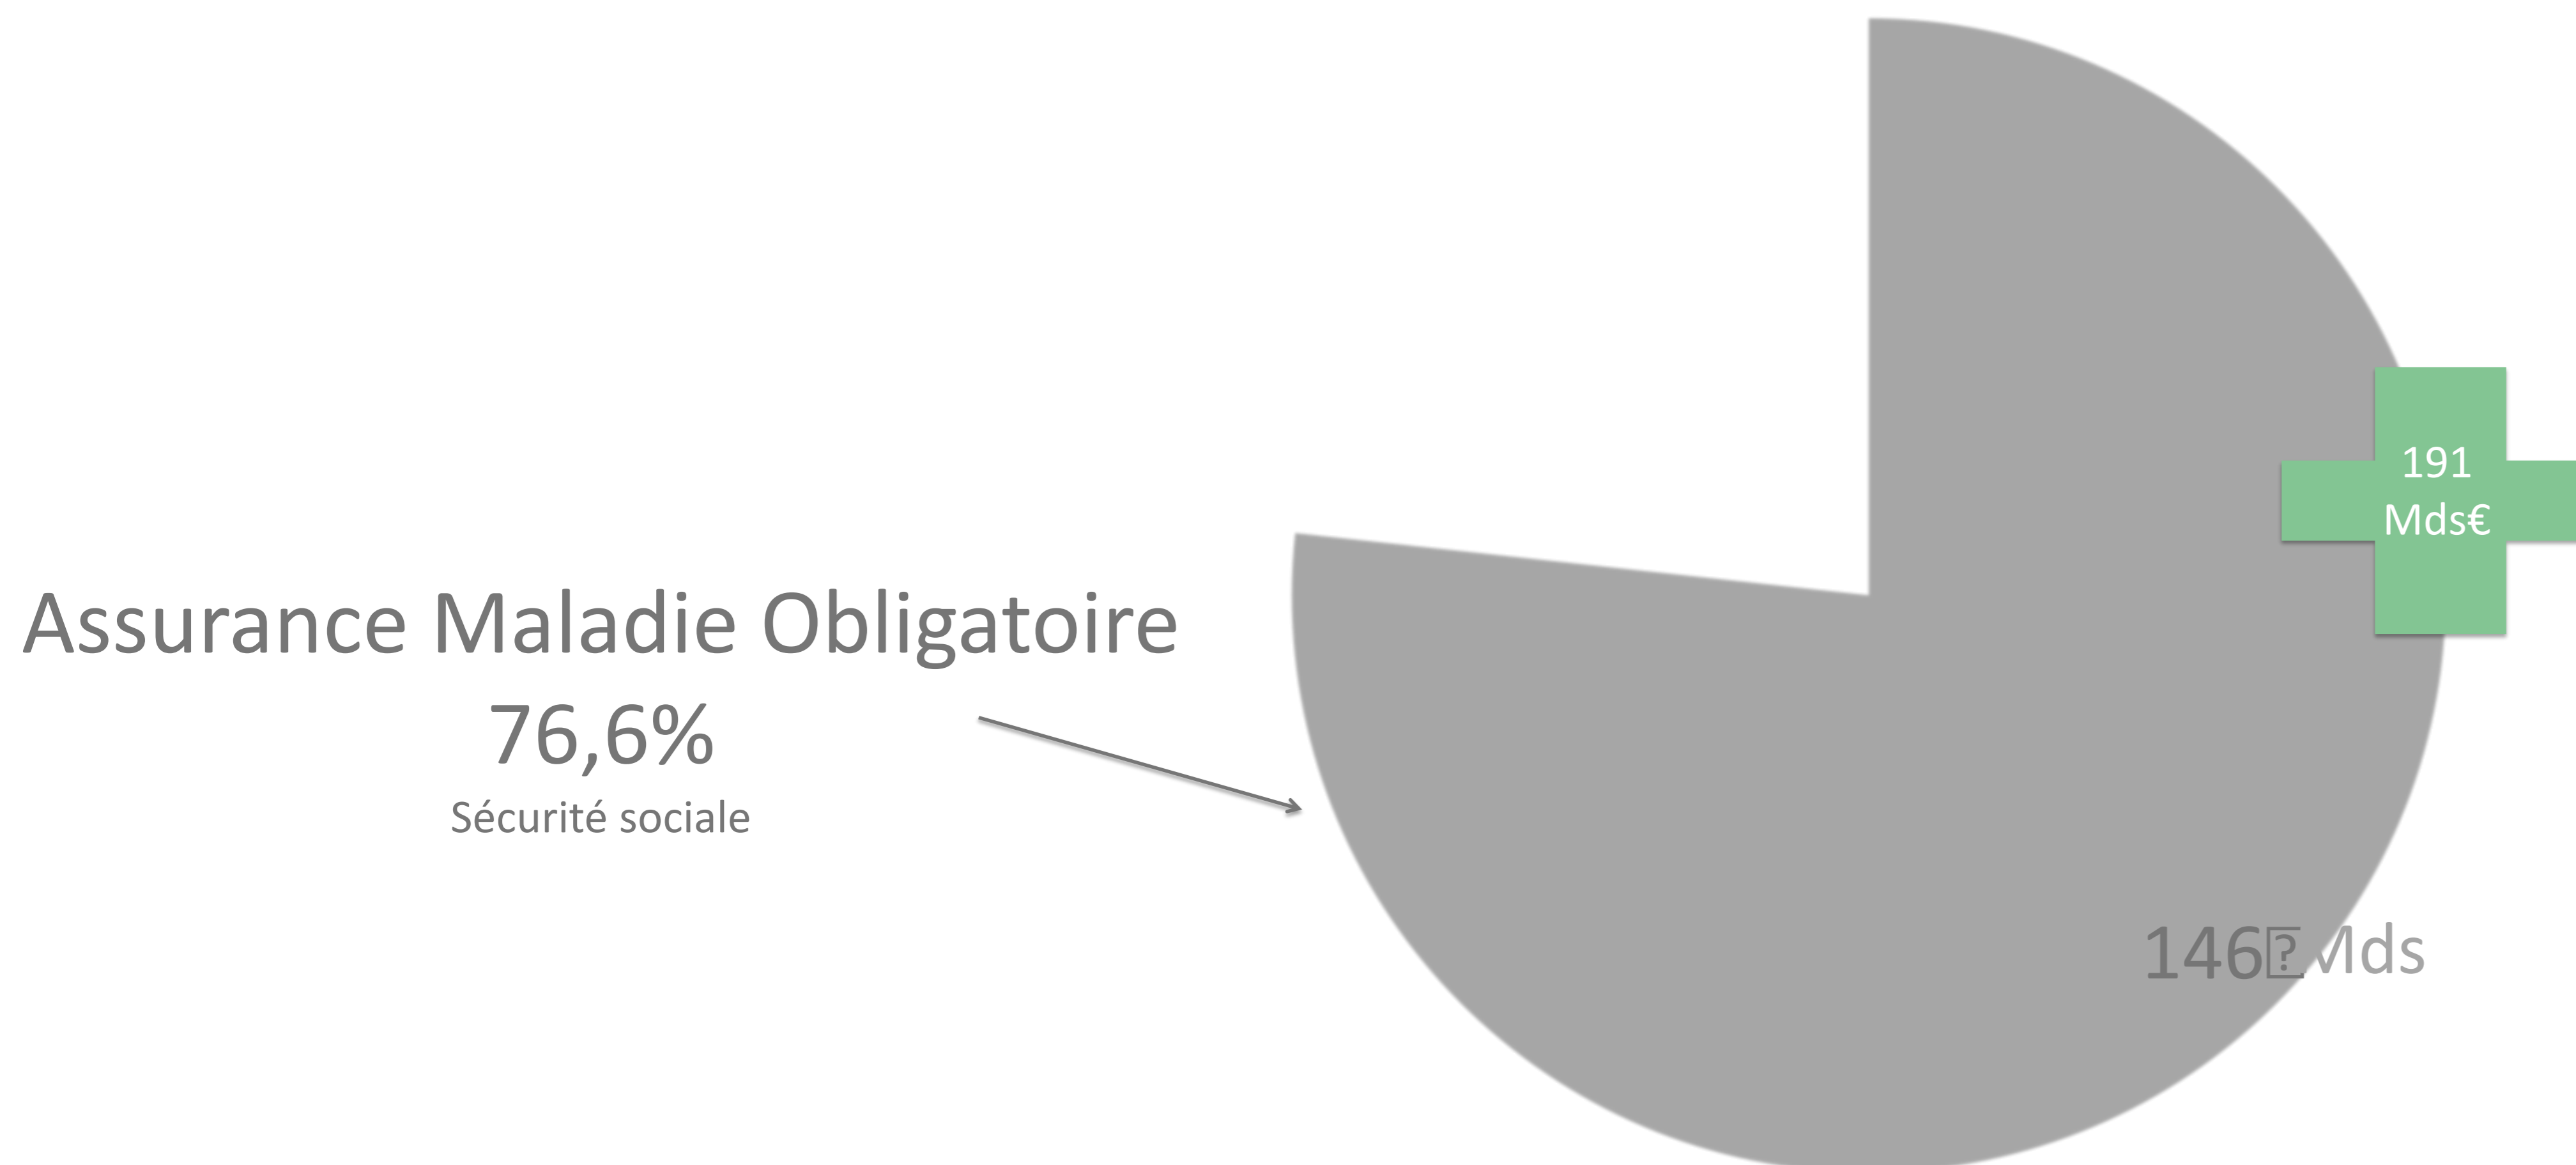 191
Mds€
Assurance Maladie Obligatoire
76,6%
Sécurité sociale
146 Mds